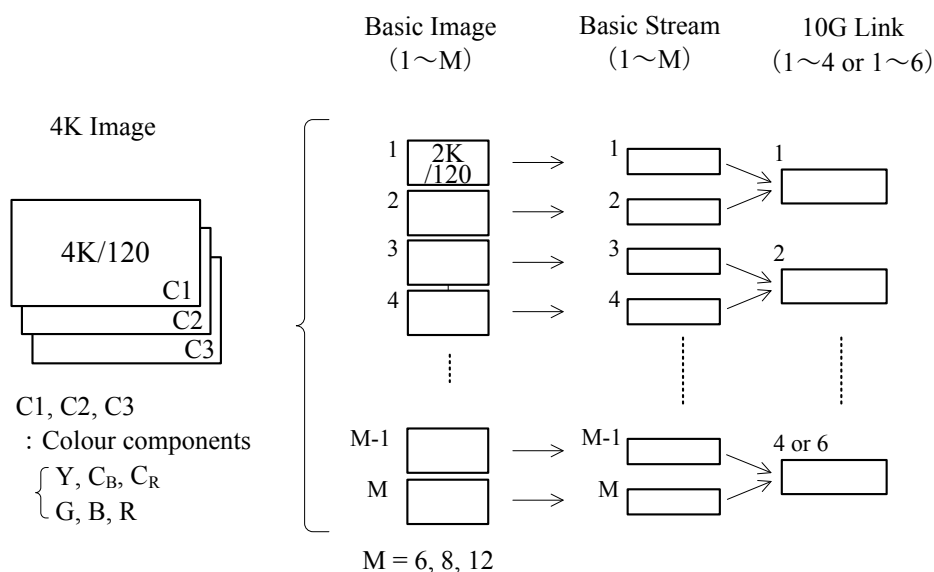 Basic Image
（1～M）
Basic Stream
（1～M）
10G Link
（1～4 or 1～6）
4K Image
4K/120
C1
C2
C3
C1, C2, C3
: Colour components
Y, CB, CR
G, B, R
1
2K
/120
2
3
4
M-1
M
M = 6, 8, 12
1
2
3
4
M-1
M
1
2
4 or 6